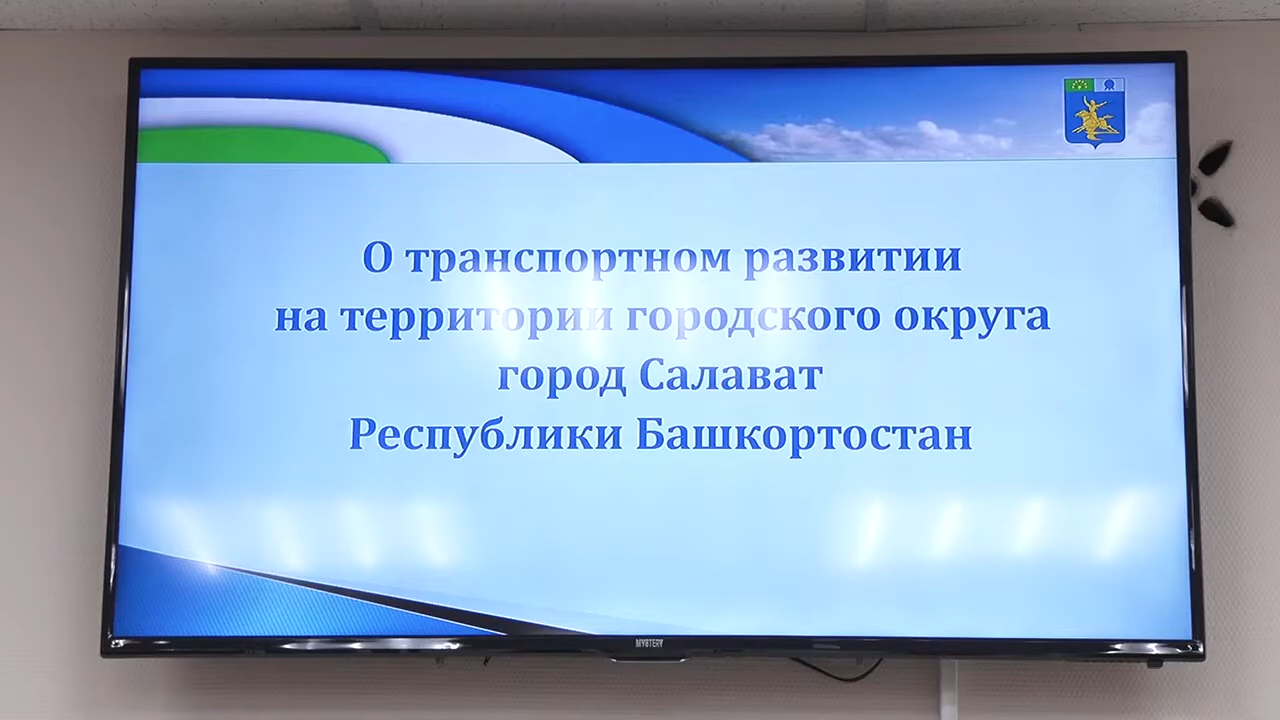 О транспортном развитии
на территории городского округа
город Салават
Республики Башкортостан
MYSTERY